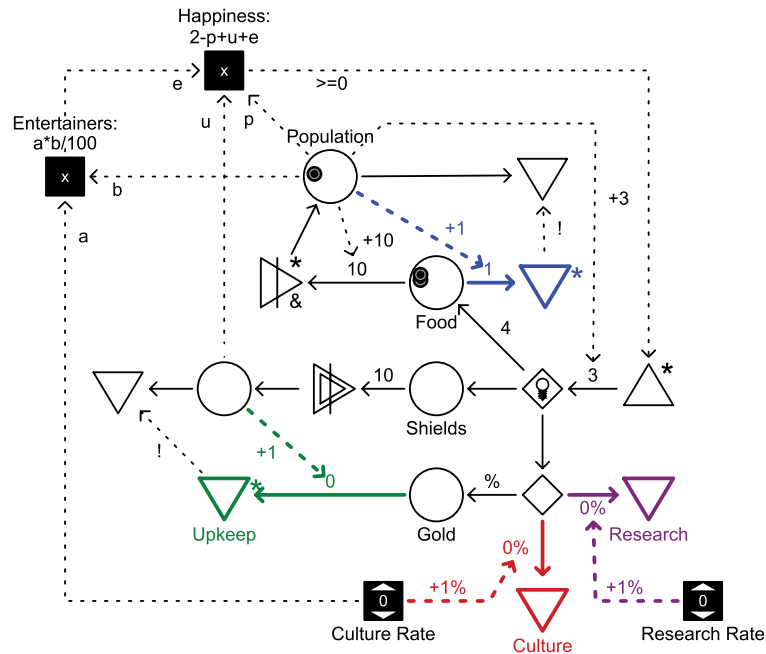 Happiness:
2-p+u+e
x
e
>=0
u
p
Entertainers:
a*b/100
Population
x
b
+3
a
+1
!
+10
*
10
1
*
&
Food
4
*
10
3
Shields
+1
!
0
%
*
0%
Upkeep
Gold
Research
0%
+1%
+1%
0
0
Culture Rate
Research Rate
Culture